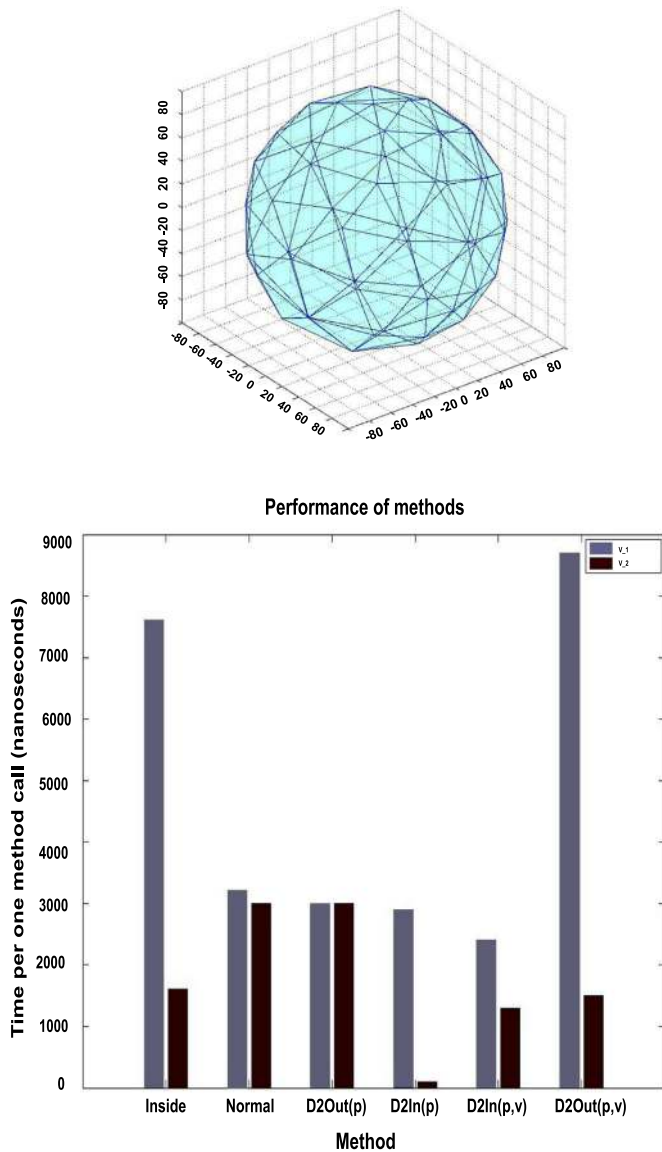 80
60
40
20
0
-20
-40
-60
-80
-80 -60 -40 -20 0 20 40 60 80
-80 -60 -40 -20 0 20 40 60 80
Performance of methods
V_1
V_2
Time per one method call (nanoseconds)
9000
8000
7000
6000
5000
4000
3000
2000
1000
0
Inside Normal D2Out(p) D2In(p) D2In(p,v) D2Out(p,v)
Method